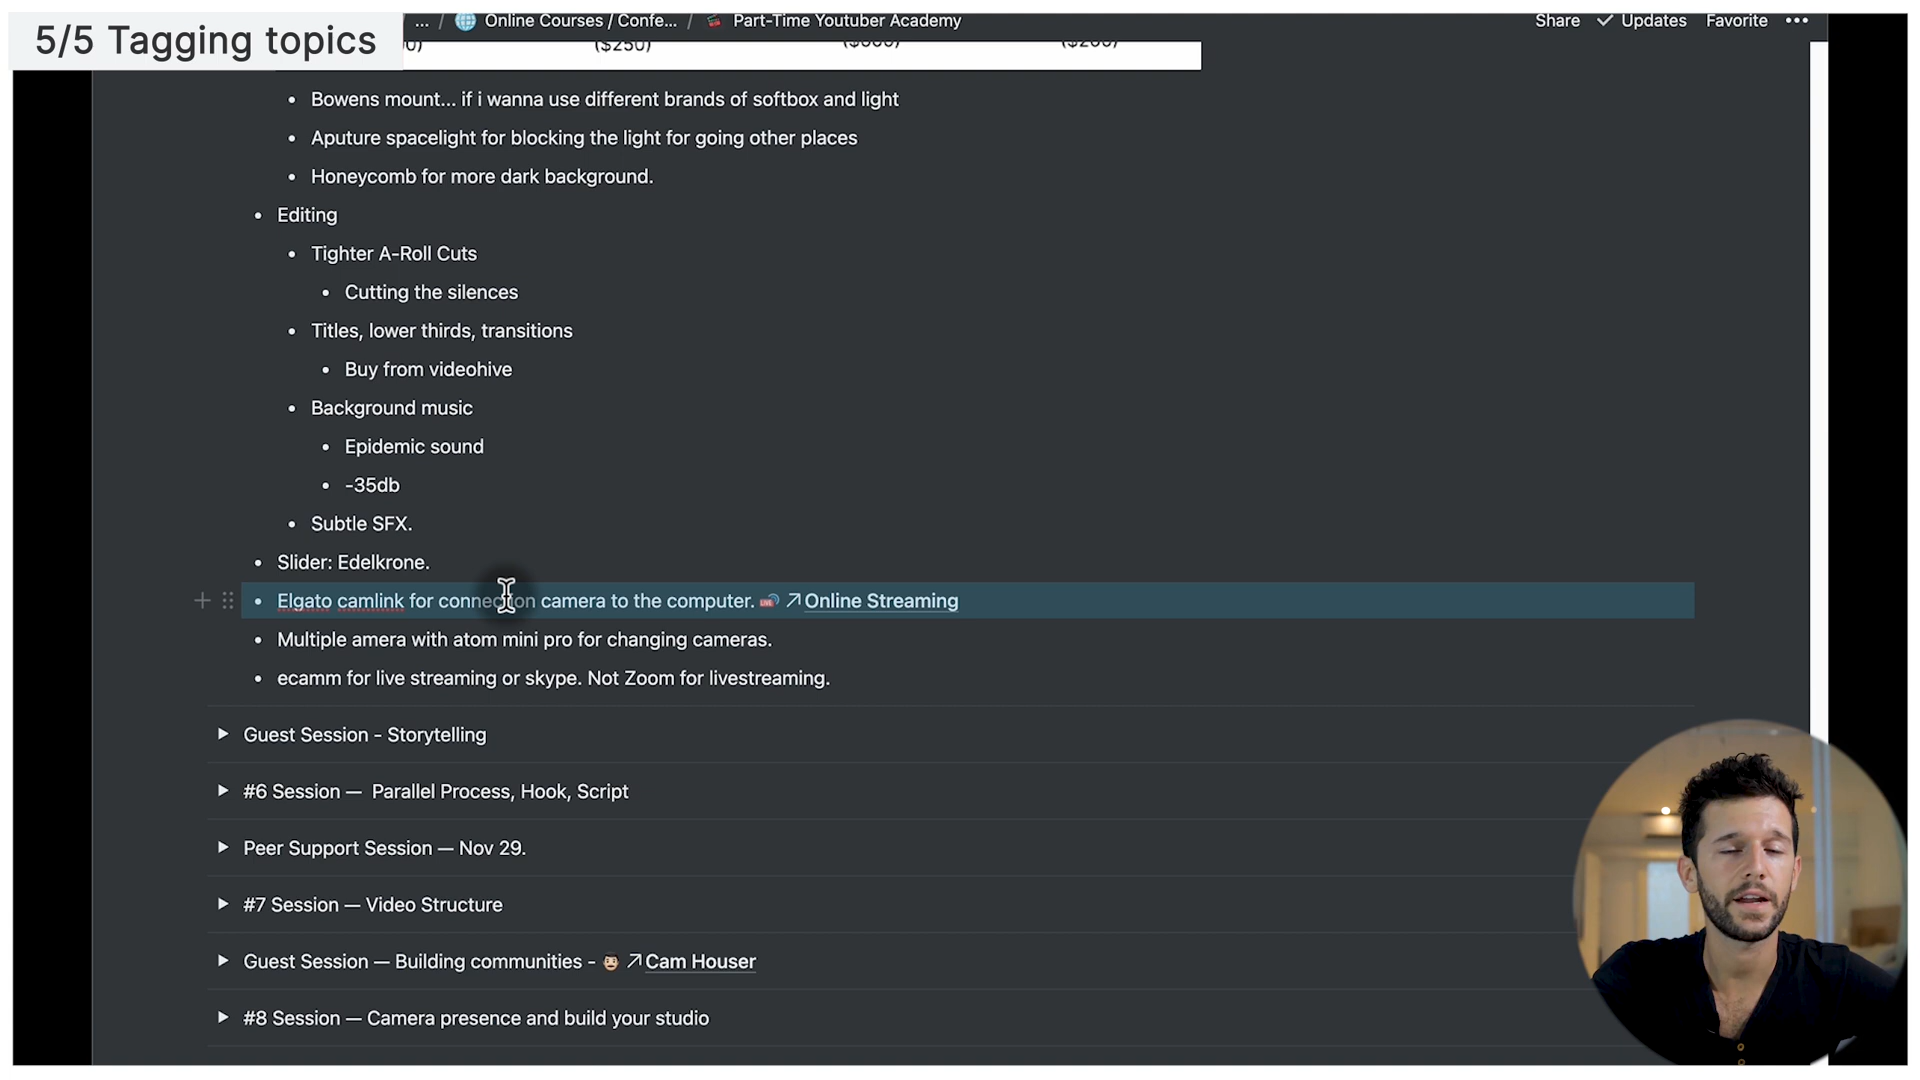 5/5 Tagging topics
... / Online Courses / Confe... / Part-Time Youtuber Academy
Share Updates Favorite •••
($250) ($600) ($200)
• Bowens mount... if i wanna use different brands of softbox and light
• Aputure spacelight for blocking the light for going other places
• Honeycomb for more dark background.
• Editing
• Tighter A-Roll Cuts
• Cutting the silences
• Titles, lower thirds, transitions
• Buy from videohive
• Background music
• Epidemic sound
• -35db
• Subtle SFX.
• Slider: Edelkrone.
• Elgato camlink for connection camera to the computer. ↗Online Streaming
• Multiple amera with atom mini pro for changing cameras.
• ecamm for live streaming or skype. Not Zoom for livestreaming.
Guest Session - Storytelling
#6 Session — Parallel Process, Hook, Script
Peer Support Session — Nov 29.
#7 Session — Video Structure
Guest Session — Building communities - ↗Cam Houser
#8 Session — Camera presence and build your studio